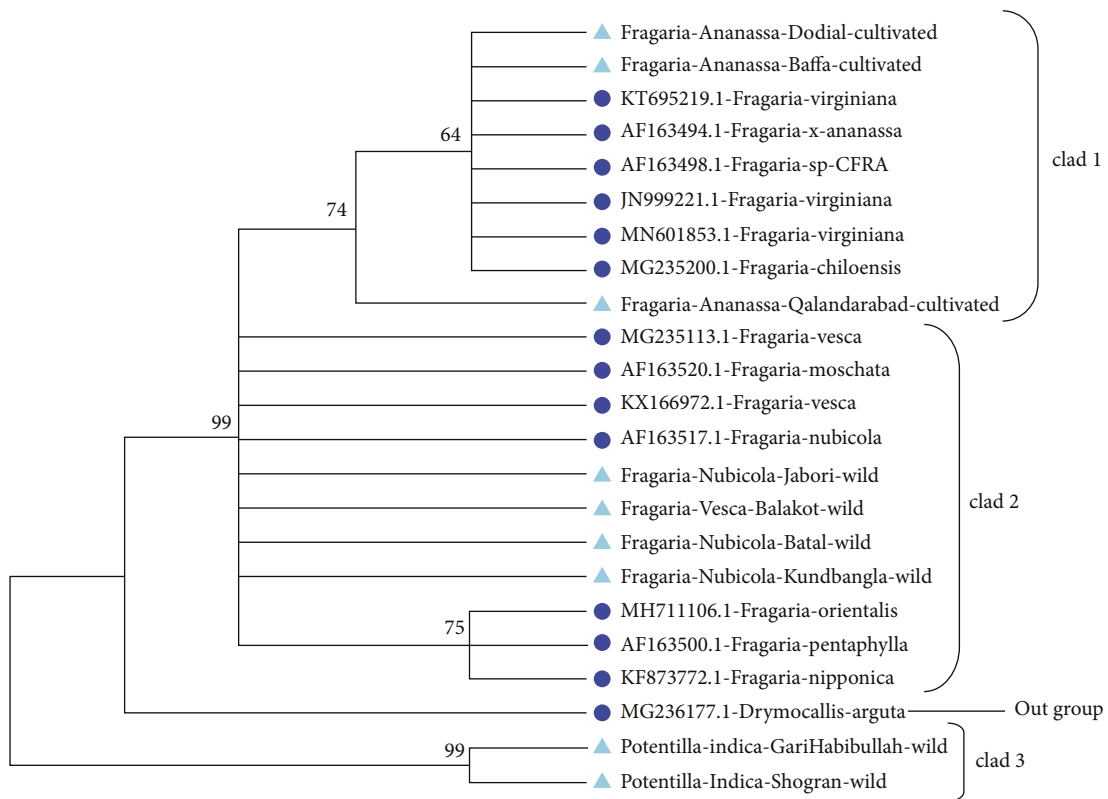 Fragaria-Ananassa-Dodial-cultivated
Fragaria-Ananassa-Baffa-cultivated
KT695219.1-Fragaria-virginiana
64
AF163494.1-Fragaria-x-ananassa
clad 1
AF163498.1-Fragaria-sp-CFRA
JN999221.1-Fragaria-virginiana
74
MN601853.1-Fragaria-virginiana
MG235200.1-Fragaria-chiloensis
Fragaria-Ananassa-Qalandarabad-cultivated
MG235113.1-Fragaria-vesca
AF163520.1-Fragaria-moschata
KX166972.1-Fragaria-vesca
99
AF163517.1-Fragaria-nubicola
Fragaria-Nubicola-Jabori-wild
clad 2
Fragaria-Vesca-Balakot-wild
Fragaria-Nubicola-Batal-wild
Fragaria-Nubicola-Kundbangla-wild
MH711106.1-Fragaria-orientalis
75
AF163500.1-Fragaria-pentaphylla
KF873772.1-Fragaria-nipponica
MG236177.1-Drymocallis-arguta
Out group
Potentilla-indica-GariHabibullah-wild
99
clad 3
Potentilla-Indica-Shogran-wild